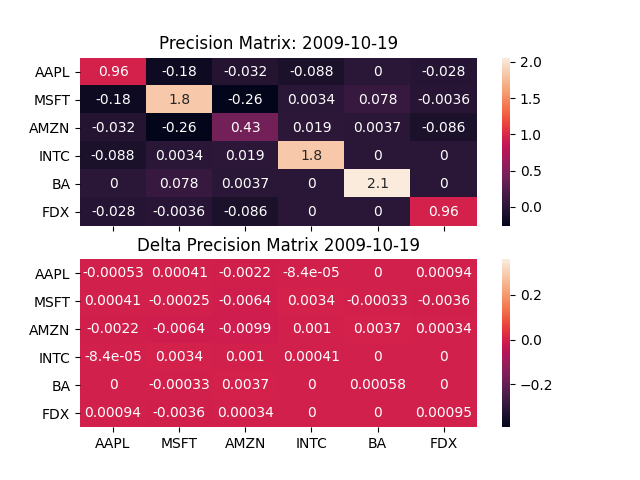 Precision Matrix: 2009-10-19
AAPL 0.96 -0.18 -0.032 -0.088 0 -0.028
MSFT -0.18 1.8 -0.26 0.0034 0.078 -0.0036
AMZN -0.032 -0.26 0.43 0.019 0.0037 -0.086
INTC -0.088 0.0034 0.019 1.8 0 0
BA 0 0.078 0.0037 0 2.1 0
FDX -0.028 -0.0036 -0.086 0 0 0.96
2.0
1.5
1.0
0.5
0.0
Delta Precision Matrix 2009-10-19
AAPL -0.00053 0.00041 -0.0022 -8.4e-05 0 0.00094
MSFT 0.00041 -0.00025 -0.0064 0.0034 -0.00033 -0.0036
AMZN -0.0022 -0.0064 -0.0099 0.001 0.0037 0.00034
INTC -8.4e-05 0.0034 0.001 0.00041 0 0
BA 0 -0.00033 0.0037 0 0.00058 0
FDX 0.00094 -0.0036 0.00034 0 0 0.00095
AAPL MSFT AMZN INTC BA FDX
0.2
0.0
−0.2